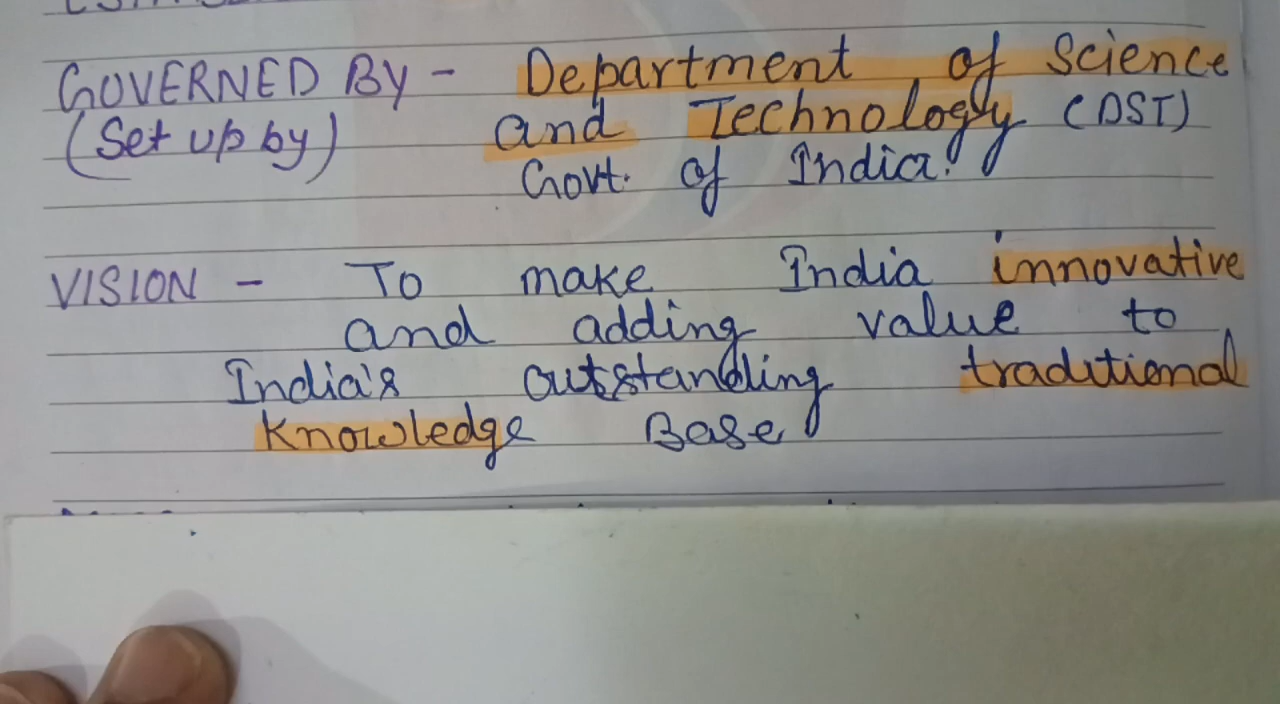 GOVERNED BY - Department of Science
(Set up by) and Technology (DST)
Govt. of India.
VISION - To make India innovative
and adding value to
India's outstanding traditional
Knowledge Base